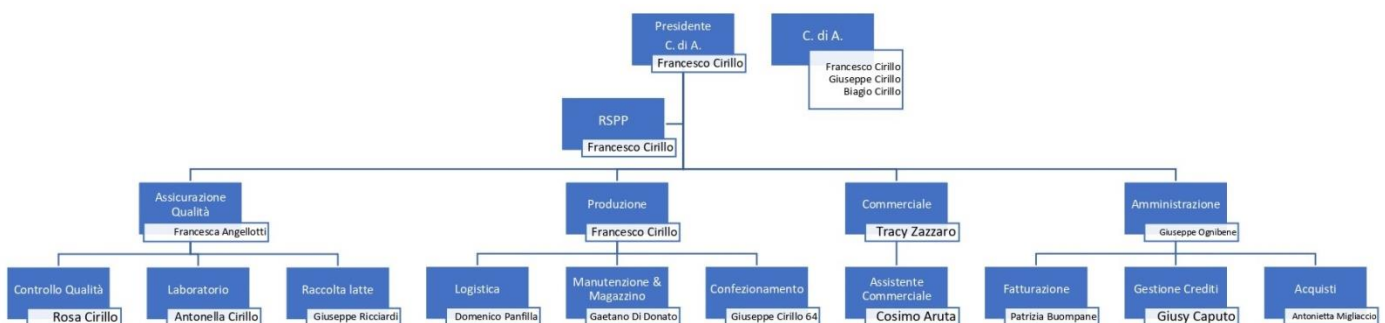 Presidente
C. di A.
Francesco Cirillo
C. di A.
Francesco Cirillo
Giuseppe Cirillo
Biagio Cirillo
RSPP
Francesco Cirillo
Assicurazione
Qualità
Francesca Angellotti
Produzione
Francesco Cirillo
Commerciale
Tracy Zazzaro
Amministrazione
Giuseppe Ognibene
Controllo Qualità
Rosa Cirillo
Laboratorio
Antonella Cirillo
Raccolta latte
Giuseppe Ricciardi
Logistica
Domenico Panfilla
Manutenzione &
Magazzino
Gaetano Di Donato
Confezionamento
Giuseppe Cirillo 64
Assistente
Commerciale
Cosimo Aruta
Fatturazione
Patrizia Buompane
Gestione Crediti
Giusy Caputo
Acquisti
Antonietta Migliaccio